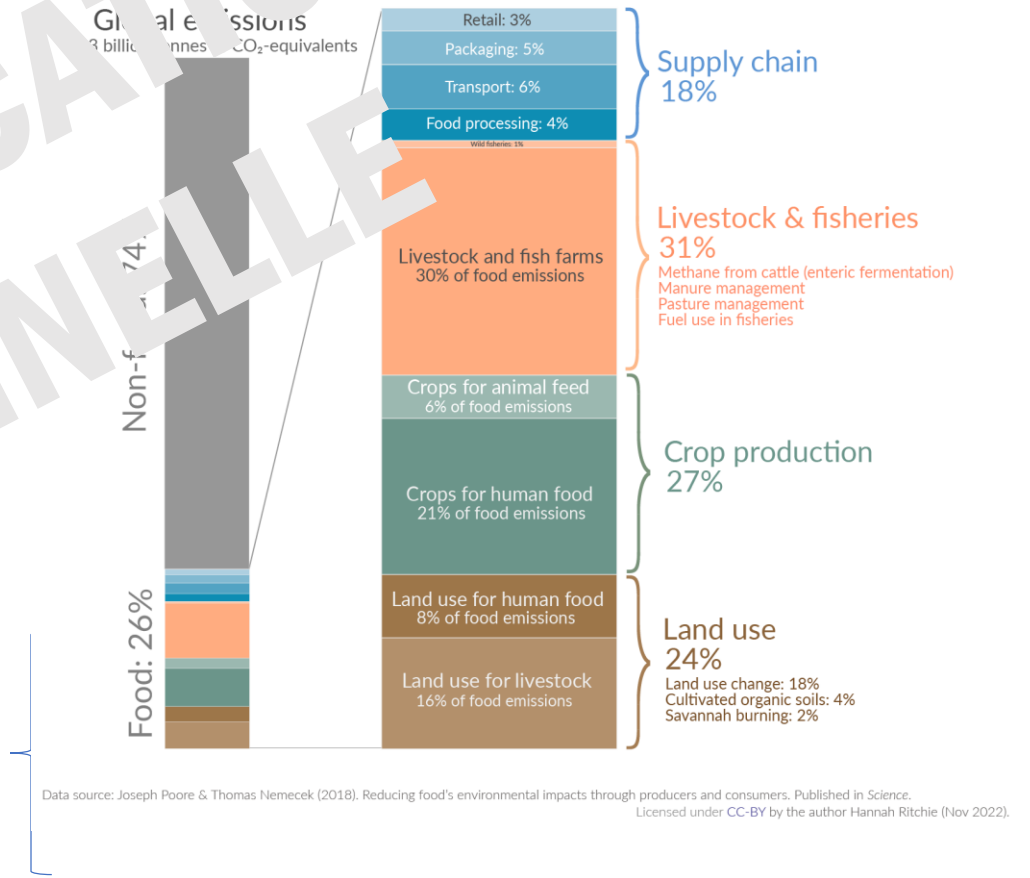 Global emissions
3 billion tonnes CO₂-equivalents
Retail: 3%
Packaging: 5%
Transport: 6%
Food processing: 4%
Wild fisheries: 1%
Supply chain
18%
Livestock and fish farms
30% of food emissions
Livestock & fisheries
31%
Methane from cattle (enteric fermentation)
Manure management
Pasture management
Fuel use in fisheries
Crops for animal feed
6% of food emissions
Crops for human food
21% of food emissions
Crop production
27%
Land use for human food
8% of food emissions
Land use for livestock
16% of food emissions
Land use
24%
Land use change: 18%
Cultivated organic soils: 4%
Savannah burning: 2%
Food: 26%
NELLE
Data source: Joseph Poore & Thomas Nemecek (2018). Reducing food's environmental impacts through producers and consumers. Published in Science.
Licensed under CC-BY by the author Hannah Ritchie (Nov 2022).